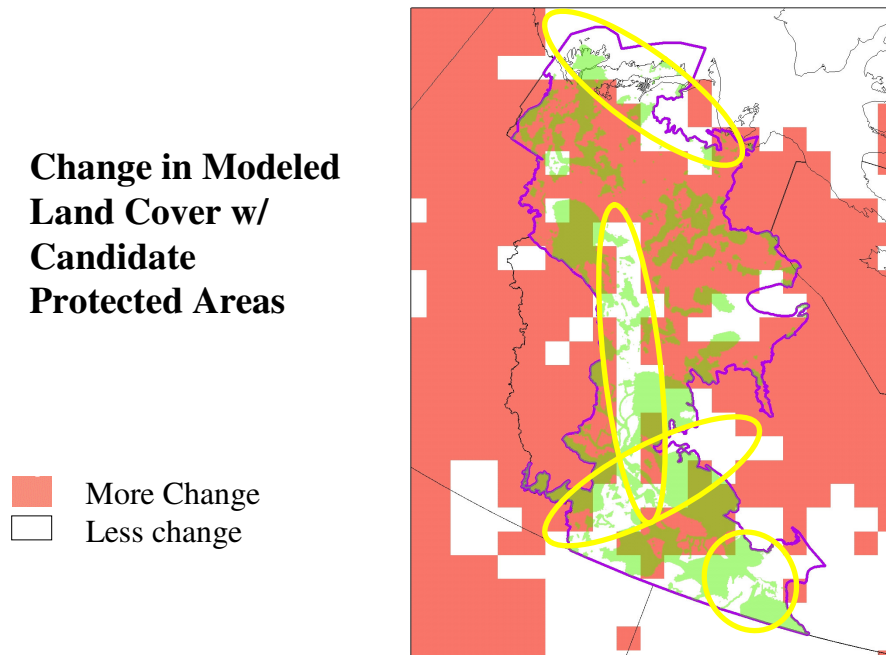 Change in Modeled
Land Cover w/
Candidate
Protected Areas
More Change
Less change